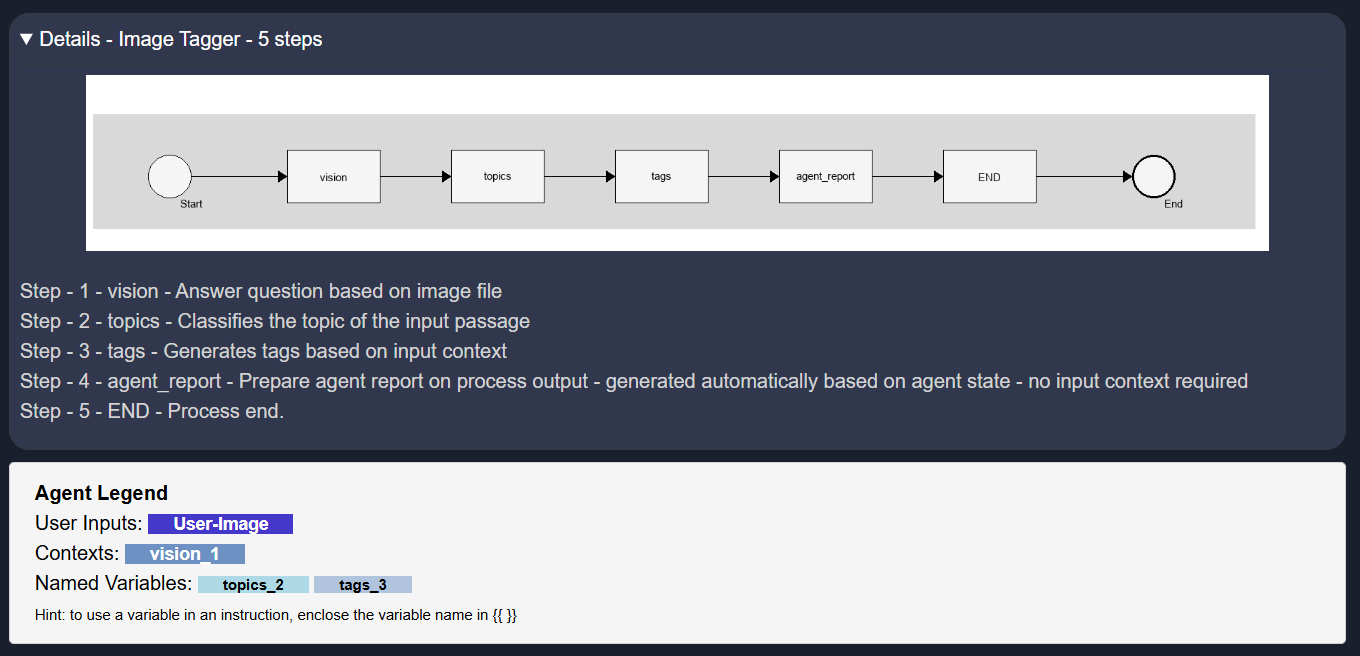 ▼ Details - Image Tagger - 5 steps
vision
topics
tags
agent_report
END
Start
End
Step - 1 - vision - Answer question based on image file
Step - 2 - topics - Classifies the topic of the input passage
Step - 3 - tags - Generates tags based on input context
Step - 4 - agent_report - Prepare agent report on process output - generated automatically based on agent state - no input context required
Step - 5 - END - Process end.
Agent Legend
User Inputs: User-Image
Contexts: vision_1
Named Variables: topics_2 tags_3
Hint: to use a variable in an instruction, enclose the variable name in {{ }}